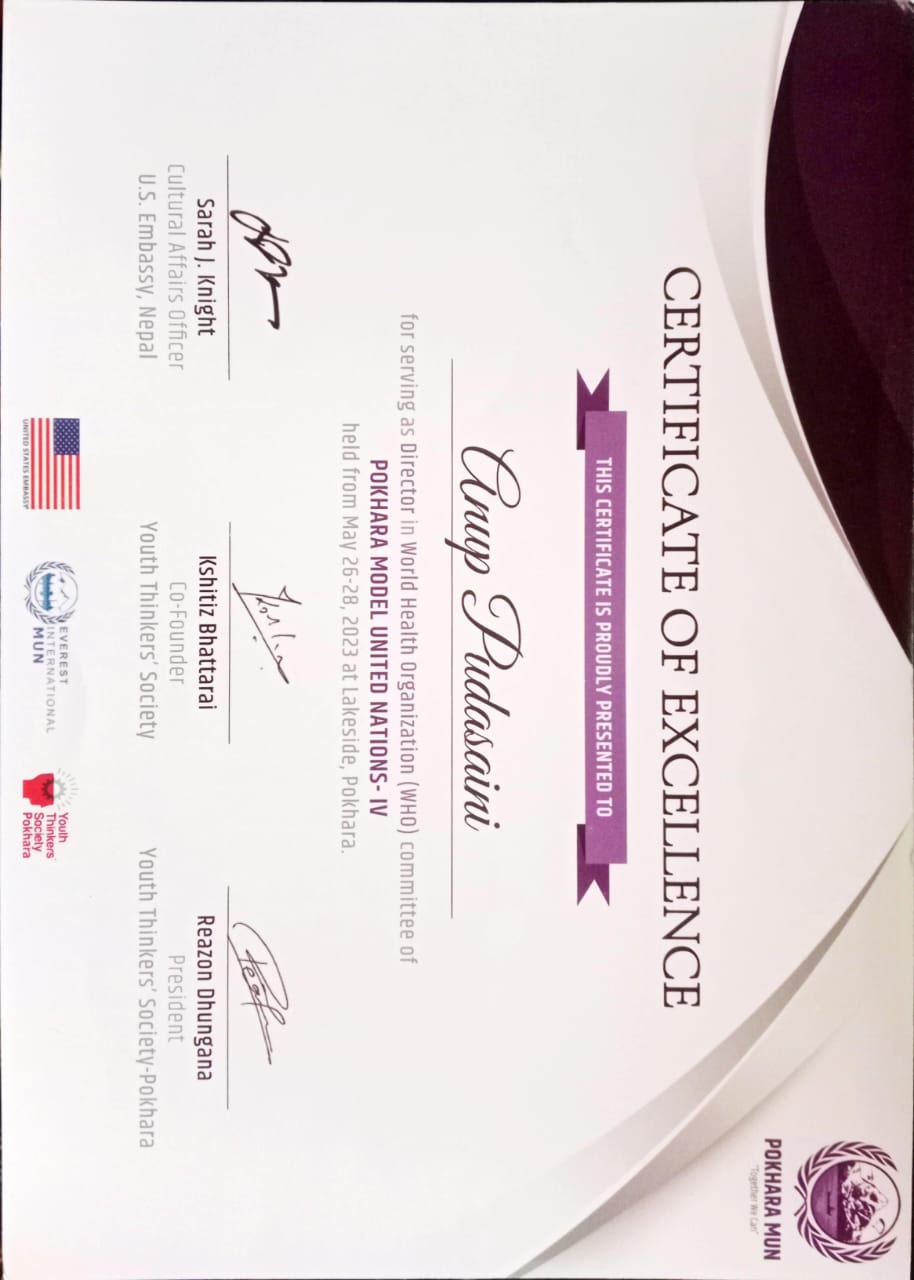 POKHARA MUN
"Together We Can"
CERTIFICATE OF EXCELLENCE
THIS CERTIFICATE IS PROUDLY PRESENTED TO
Anup Pudasaini
for serving as Director in World Health Organization (WHO) committee of
POKHARA MODEL UNITED NATIONS- IV
held from May 26-28, 2023 at Lakeside, Pokhara.
Sarah J. Knight
Cultural Affairs Officer
U.S. Embassy, Nepal
Kshitiz Bhattarai
Co-Founder
Youth Thinkers' Society
Reazon Dhungana
President
Youth Thinkers' Society-Pokhara
UNITED STATES EMBASSY
EVEREST
INTERNATIONAL
MUN
Youth
Thinkers'
Society
Pokhara